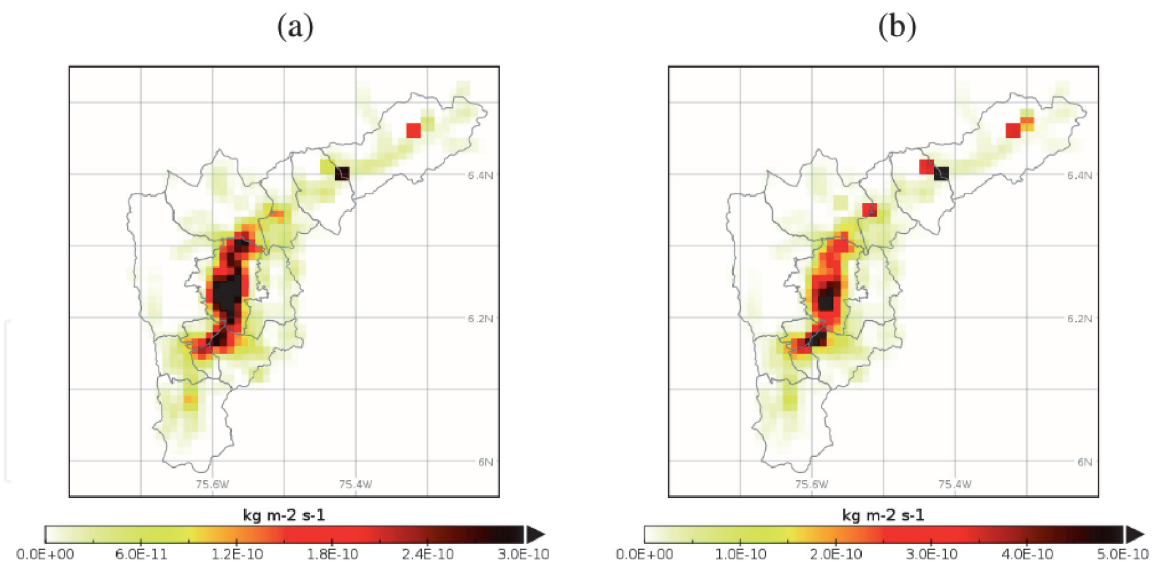 (a)
(b)
6.4N
6.2N
6N
75.6W 75.4W
6.4N
6.2N
6N
75.6W 75.4W
kg m-2 s-1
0.0E+00 6.0E-11 1.2E-10 1.8E-10 2.4E-10 3.0E-10
kg m-2 s-1
0.0E+00 1.0E-10 2.0E-10 3.0E-10 4.0E-10 5.0E-10